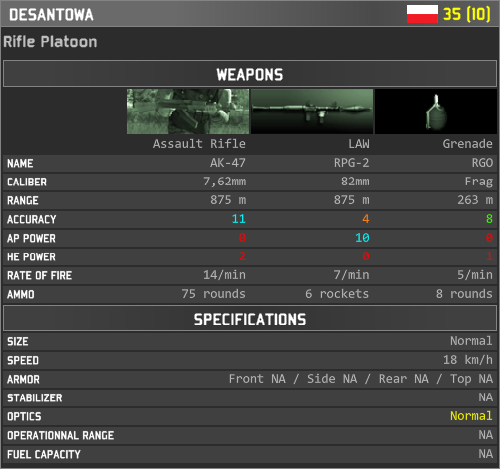 DESANTOWA 35 (10)
Rifle Platoon
WEAPONS
Assault Rifle LAW Grenade
NAME AK-47 RPG-2 RGO
CALIBER 7,62mm 82mm Frag
RANGE 875 m 875 m 263 m
ACCURACY 11 4 8
AP POWER 0 10 0
HE POWER 2 0 1
RATE OF FIRE 14/min 7/min 5/min
AMMO 75 rounds 6 rockets 8 rounds
SPECIFICATIONS
SIZE Normal
SPEED 18 km/h
ARMOR Front NA / Side NA / Rear NA / Top NA
STABILIZER NA
OPTICS Normal
OPERATIONNAL RANGE NA
FUEL CAPACITY NA